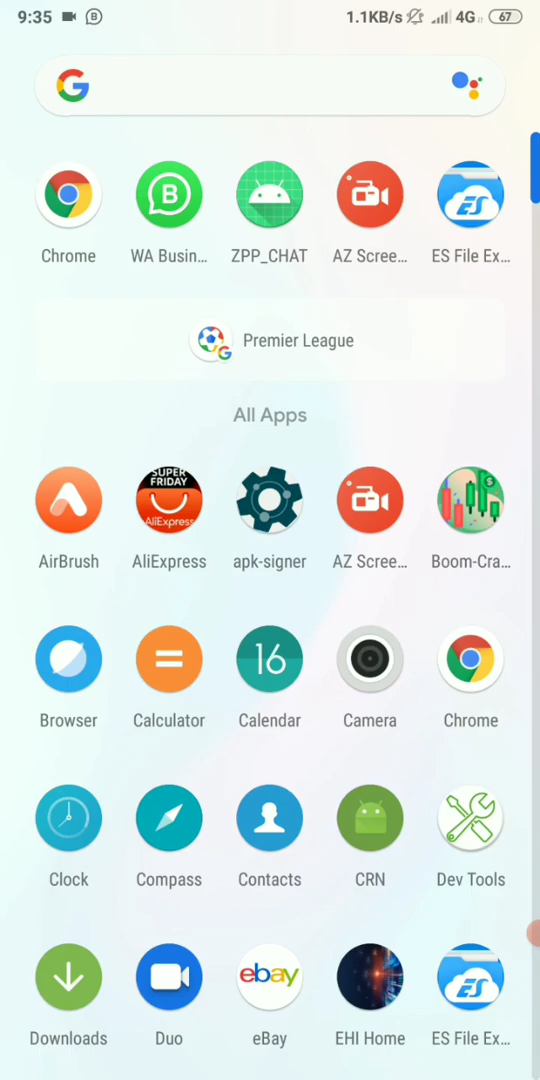 9:35 1.1KB/s 4G 67
Chrome WA Busin... ZPP_CHAT AZ Scree... ES File Ex...
Premier League
All Apps
SUPER
FRIDAY
AliExpress
AirBrush AliExpress apk-signer AZ Scree... Boom-Cra...
16
Browser Calculator Calendar Camera Chrome
Clock Compass Contacts CRN Dev Tools
ebay
Downloads Duo eBay EHI Home ES File Ex...